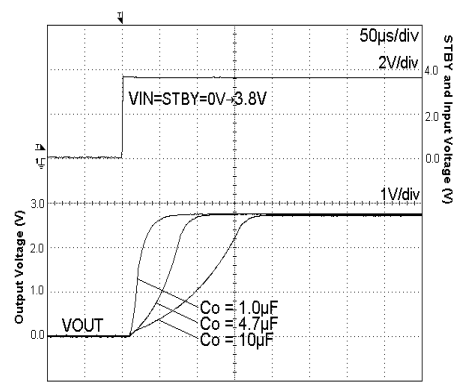 50µs/div
2V/div
4.0
VIN=STBY=0V→3.8V
2.0
0.0
STBY and Input Voltage (V)
1V/div
3.0
2.0
1.0
0.0
Output Voltage (V)
VOUT
Co = 1.0µF
Co = 4.7µF
Co = 10µF